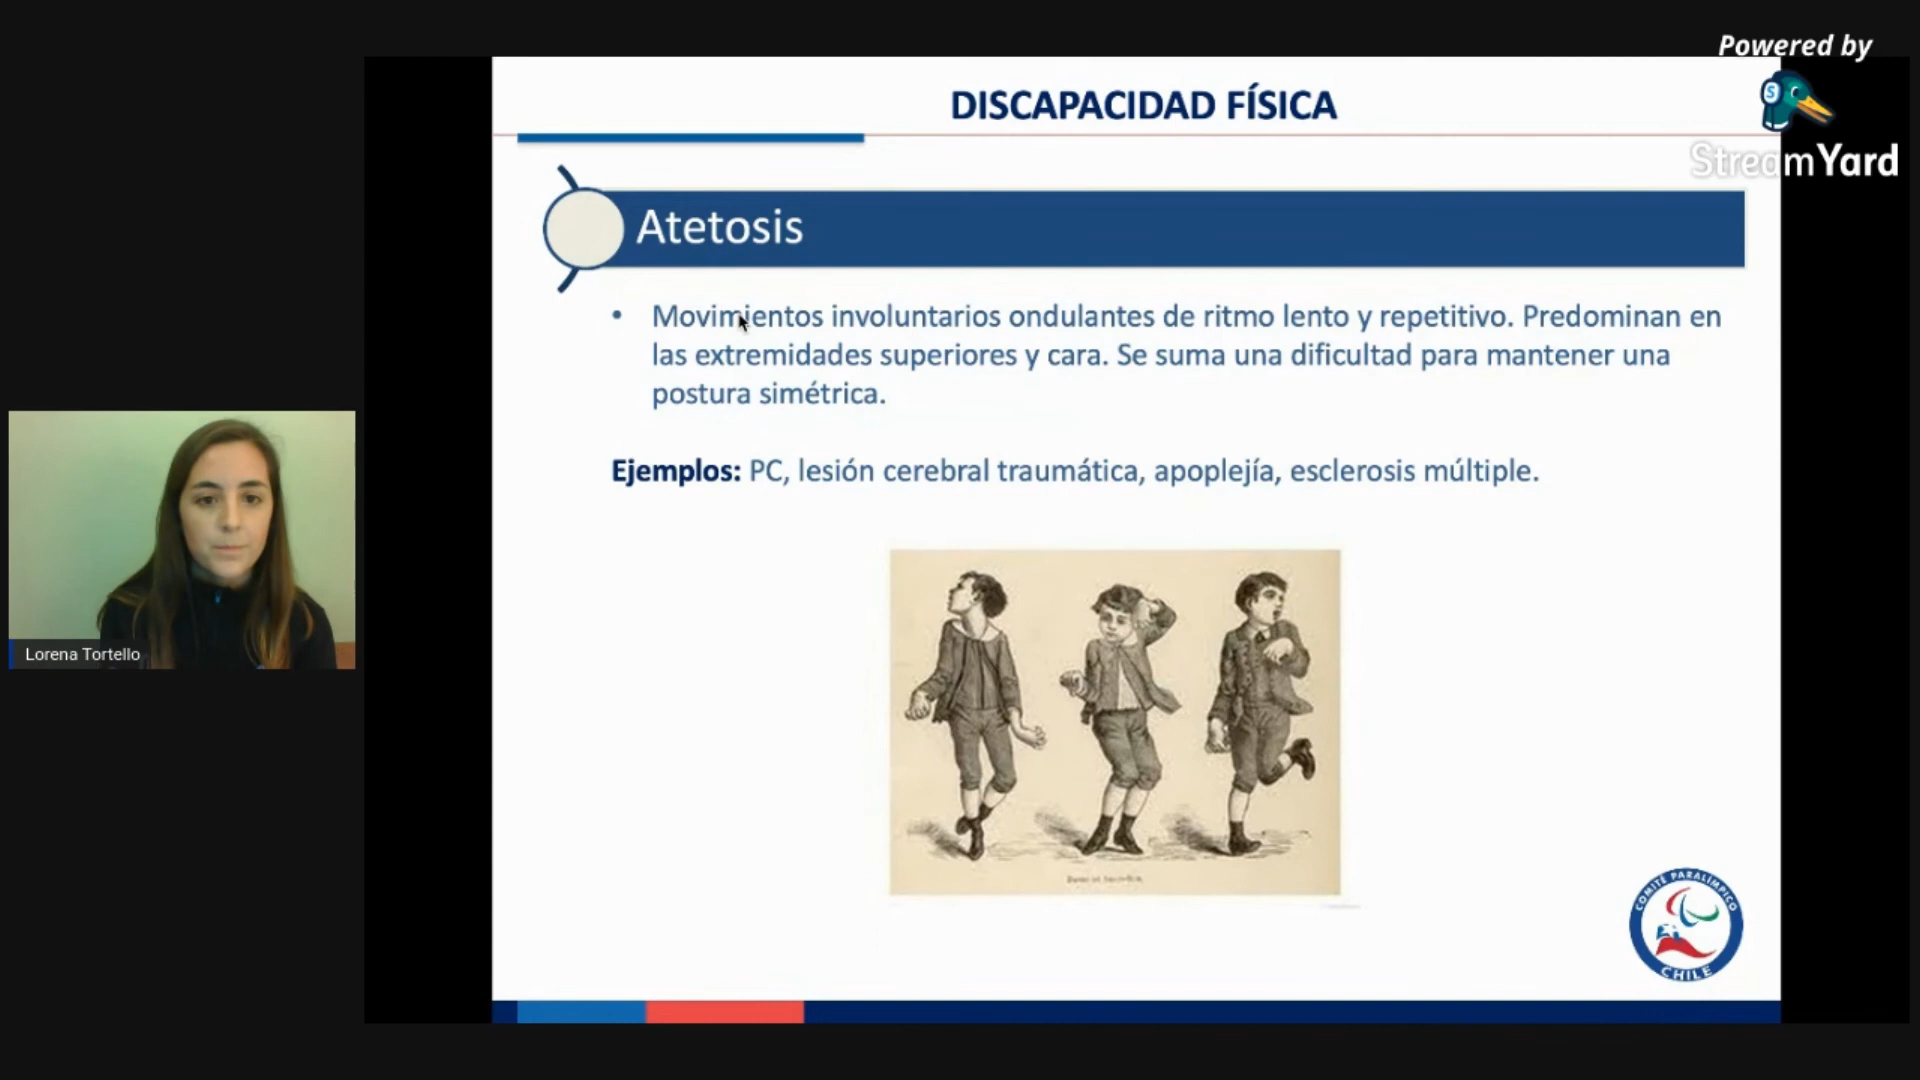 Powered by
StreamYard
DISCAPACIDAD FÍSICA
Atetosis
• Movimientos involuntarios ondulantes de ritmo lento y repetitivo. Predominan en
las extremidades superiores y cara. Se suma una dificultad para mantener una
postura simétrica.
Ejemplos: PC, lesión cerebral traumática, apoplejía, esclerosis múltiple.
Lorena Tortello
COMITÉ PARALÍMPICO
CHILE